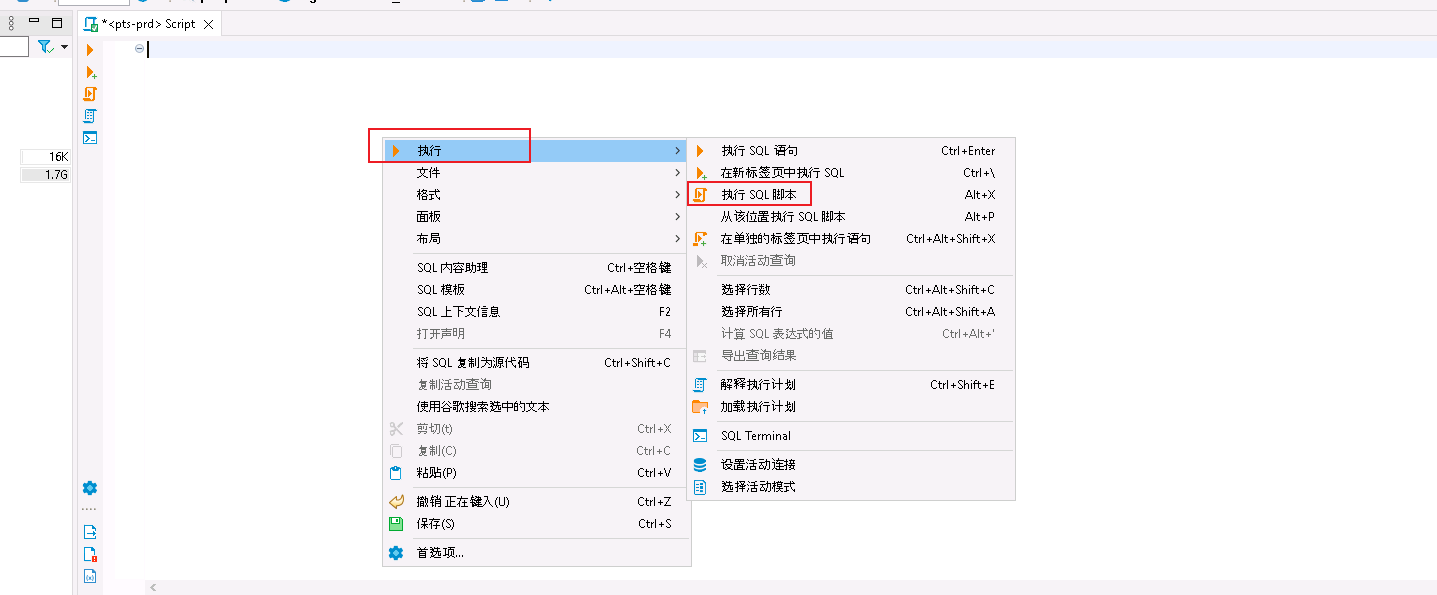 *<pts-prd> Script
16K
1.7G
执行
文件
格式
面板
布局
SQL 内容助理 Ctrl+空格键
SQL 模板 Ctrl+Alt+空格键
SQL 上下文信息 F2
打开声明 F4
将 SQL 复制为源代码 Ctrl+Shift+C
复制活动查询
使用谷歌搜索选中的文本
剪切(t) Ctrl+X
复制(C) Ctrl+C
粘贴(P) Ctrl+V
撤销 正在键入(U) Ctrl+Z
保存(S) Ctrl+S
首选项...
执行 SQL 语句 Ctrl+Enter
在新标签页中执行 SQL Ctrl+\
执行 SQL 脚本 Alt+X
从该位置执行 SQL 脚本 Alt+P
在单独的标签页中执行语句 Ctrl+Alt+Shift+X
取消活动查询
选择行数 Ctrl+Alt+Shift+C
选择所有行 Ctrl+Alt+Shift+A
计算 SQL 表达式的值 Ctrl+Alt+'
导出查询结果
解释执行计划 Ctrl+Shift+E
加载执行计划
SQL Terminal
设置活动连接
选择活动模式